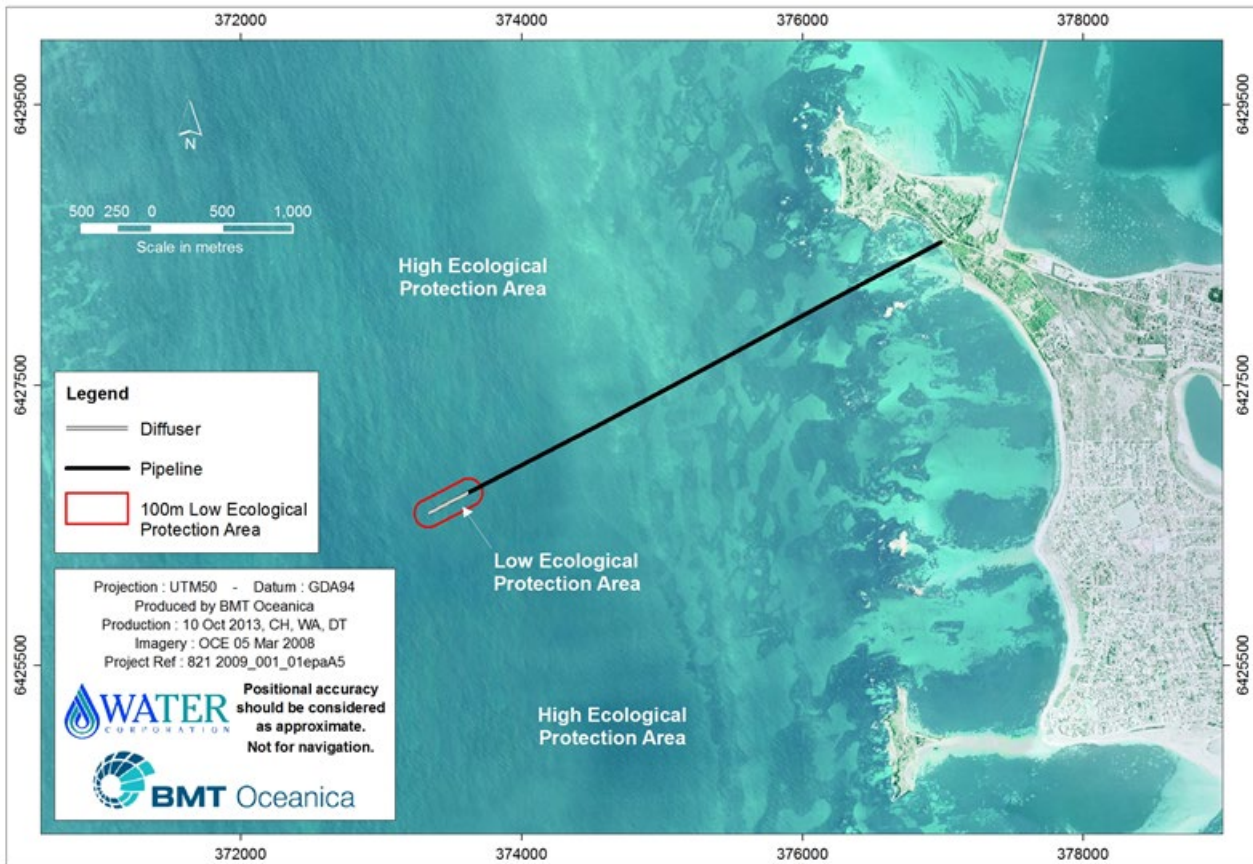 372000
374000
376000
378000
6429500
6429500
N
500 250 0 500 1,000
Scale in metres
High Ecological
Protection Area
6427500
6427500
Legend
Diffuser
Pipeline
100m Low Ecological
Protection Area
Low Ecological
Protection Area
Projection : UTM50 - Datum : GDA94
Produced by BMT Oceanica
Production : 10 Oct 2013, CH, WA, DT
Imagery : OCE 05 Mar 2008
Project Ref : 821 2009_001_01epaA5
6425500
6425500
WATER
CORPORATION
Positional accuracy
should be considered
as approximate.
Not for navigation.
High Ecological
Protection Area
BMT Oceanica
372000
374000
376000
378000